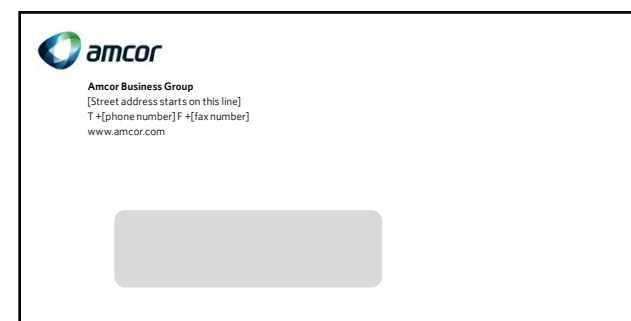 amcor
Amcor Business Group
[Street address starts on this line]
T +[phone number] F +[fax number]
www.amcor.com